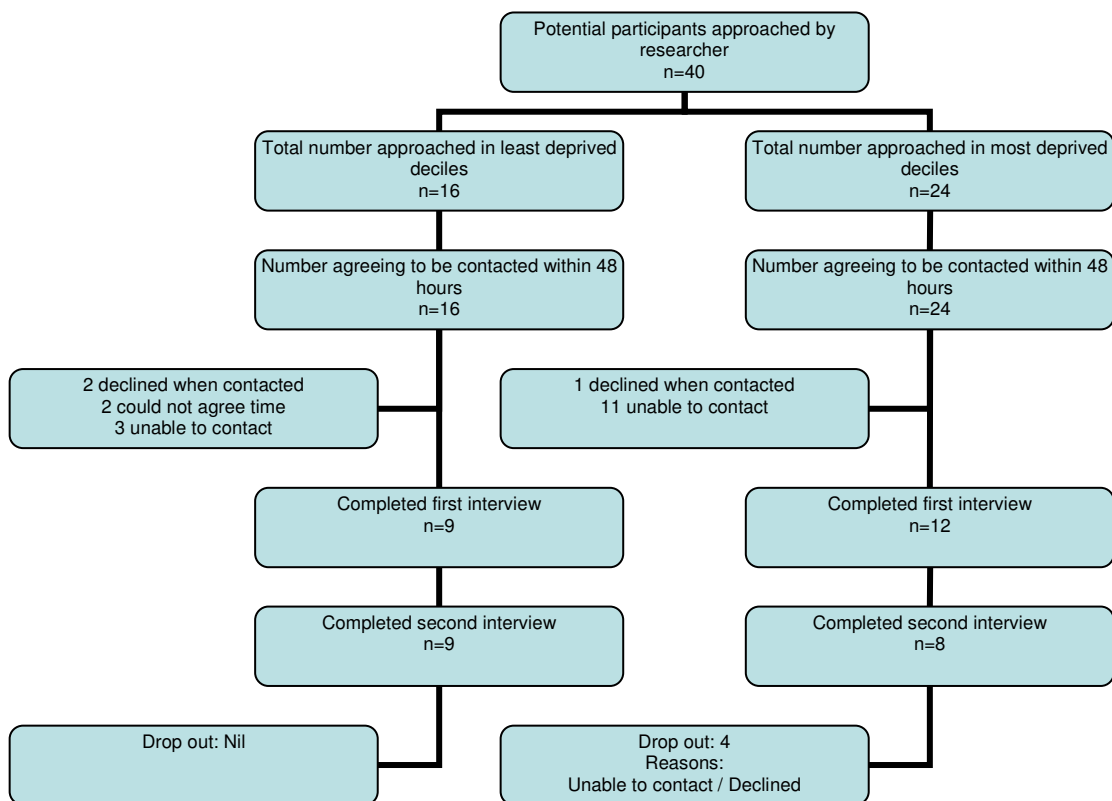 Potential participants approached by
researcher
n=40
Total number approached in least deprived
deciles
n=16
Total number approached in most deprived
deciles
n=24
Number agreeing to be contacted within 48
hours
n=16
Number agreeing to be contacted within 48
hours
n=24
2 declined when contacted
2 could not agree time
3 unable to contact
1 declined when contacted
11 unable to contact
Completed first interview
n=9
Completed first interview
n=12
Completed second interview
n=9
Completed second interview
n=8
Drop out: Nil
Drop out: 4
Reasons:
Unable to contact / Declined